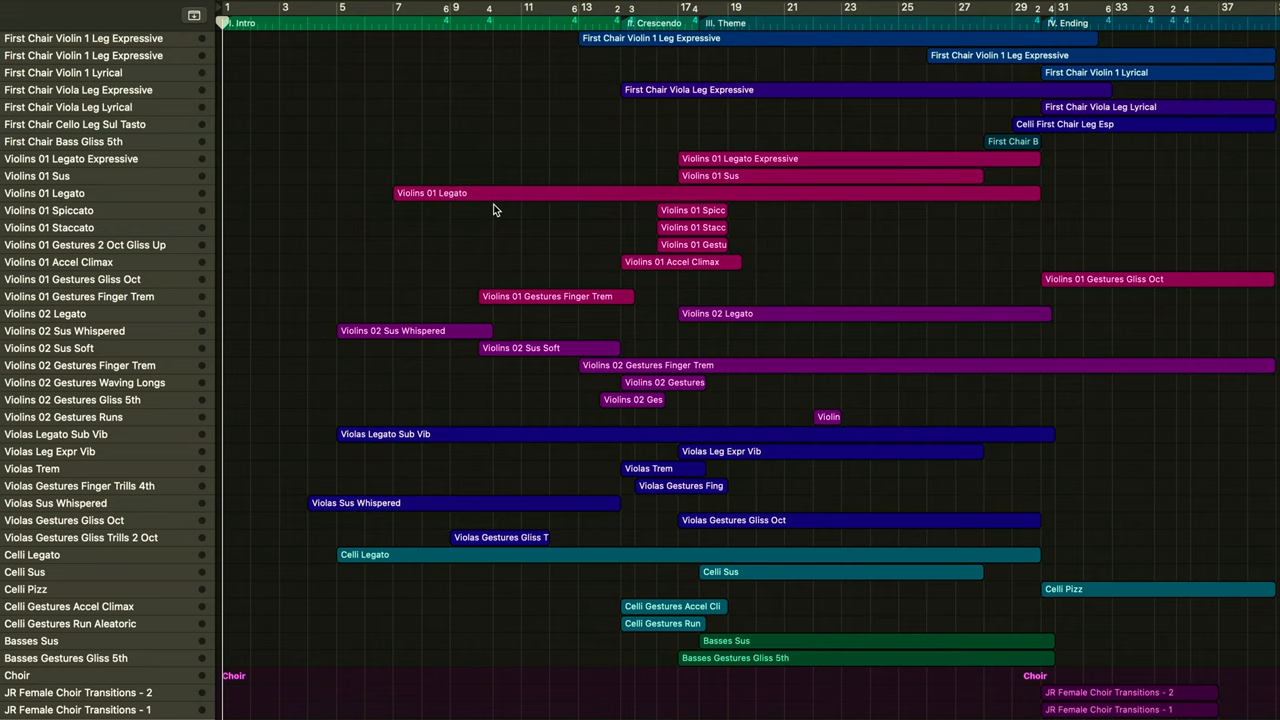 1 3 5 7 9 11 13 15 17 19 21 23 25 27 29 31 33 37
6 4 6 2 3 4 2 4 6 4 3 4 2 4
I. Intro II. Crescendo III. Theme IV. Ending
First Chair Violin 1 Leg Expressive First Chair Violin 1 Leg Expressive
First Chair Violin 1 Leg Expressive First Chair Violin 1 Leg Expressive
First Chair Violin 1 Lyrical First Chair Violin 1 Lyrical
First Chair Viola Leg Expressive First Chair Viola Leg Expressive
First Chair Viola Leg Lyrical First Chair Viola Leg Lyrical
First Chair Cello Leg Sul Tasto Celli First Chair Leg Esp
First Chair Bass Gliss 5th First Chair B
Violins 01 Legato Expressive Violins 01 Legato Expressive
Violins 01 Sus Violins 01 Sus
Violins 01 Legato Violins 01 Legato
Violins 01 Spiccato Violins 01 Spicc
Violins 01 Staccato Violins 01 Stacc
Violins 01 Gestures 2 Oct Gliss Up Violins 01 Gestu
Violins 01 Accel Climax Violins 01 Accel Climax
Violins 01 Gestures Gliss Oct Violins 01 Gestures Gliss Oct
Violins 01 Gestures Finger Trem Violins 01 Gestures Finger Trem
Violins 02 Legato Violins 02 Legato
Violins 02 Sus Whispered Violins 02 Sus Whispered
Violins 02 Sus Soft Violins 02 Sus Soft
Violins 02 Gestures Finger Trem Violins 02 Gestures Finger Trem
Violins 02 Gestures Waving Longs Violins 02 Gestures
Violins 02 Gestures Gliss 5th Violins 02 Ges
Violins 02 Gestures Runs Violin
Violas Legato Sub Vib Violas Legato Sub Vib
Violas Leg Expr Vib Violas Leg Expr Vib
Violas Trem Violas Trem
Violas Gestures Finger Trills 4th Violas Gestures Fing
Violas Sus Whispered Violas Sus Whispered
Violas Gestures Gliss Oct Violas Gestures Gliss Oct
Violas Gestures Gliss Trills 2 Oct Violas Gestures Gliss T
Celli Legato Celli Legato
Celli Sus Celli Sus
Celli Pizz Celli Pizz
Celli Gestures Accel Climax Celli Gestures Accel Cli
Celli Gestures Run Aleatoric Celli Gestures Run
Basses Sus Basses Sus
Basses Gestures Gliss 5th Basses Gestures Gliss 5th
Choir Choir Choir
JR Female Choir Transitions - 2 JR Female Choir Transitions - 2
JR Female Choir Transitions - 1 JR Female Choir Transitions - 1